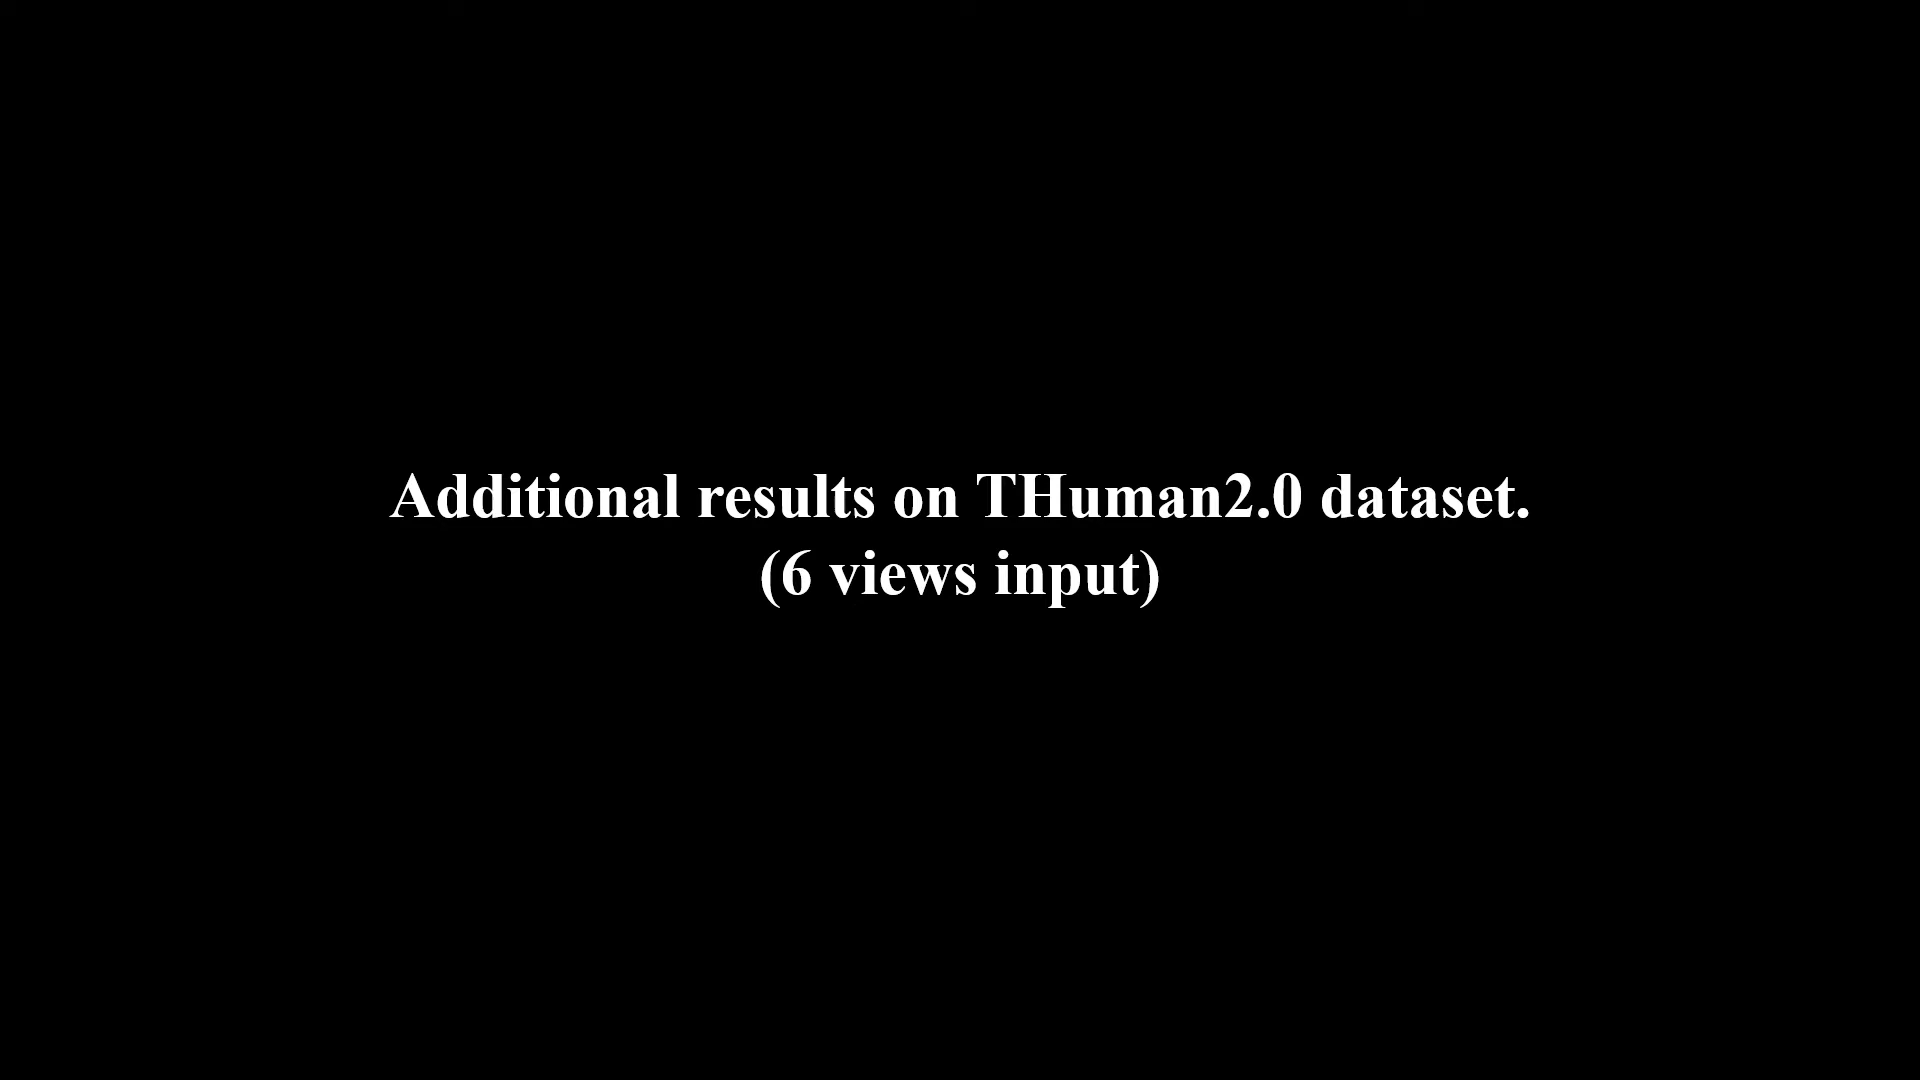 Additional results on THuman2.0 dataset.
(6 views input)